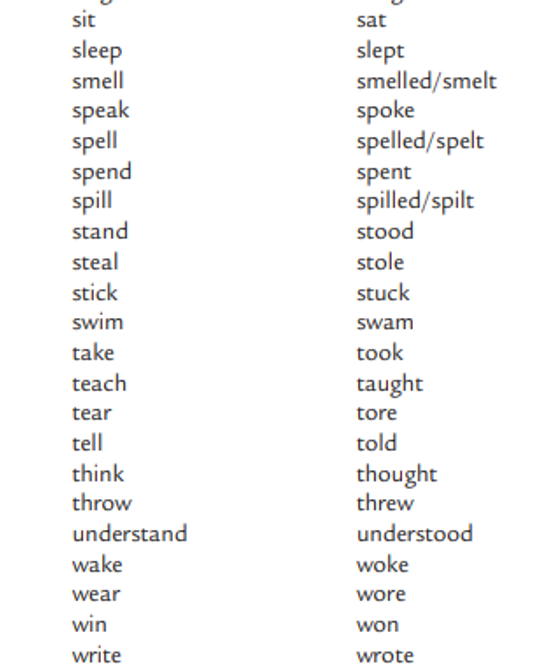 sit sat
sleep slept
smell smelled/smelt
speak spoke
spell spelled/spelt
spend spent
spill spilled/spilt
stand stood
steal stole
stick stuck
swim swam
take took
teach taught
tear tore
tell told
think thought
throw threw
understand understood
wake woke
wear wore
win won
write wrote